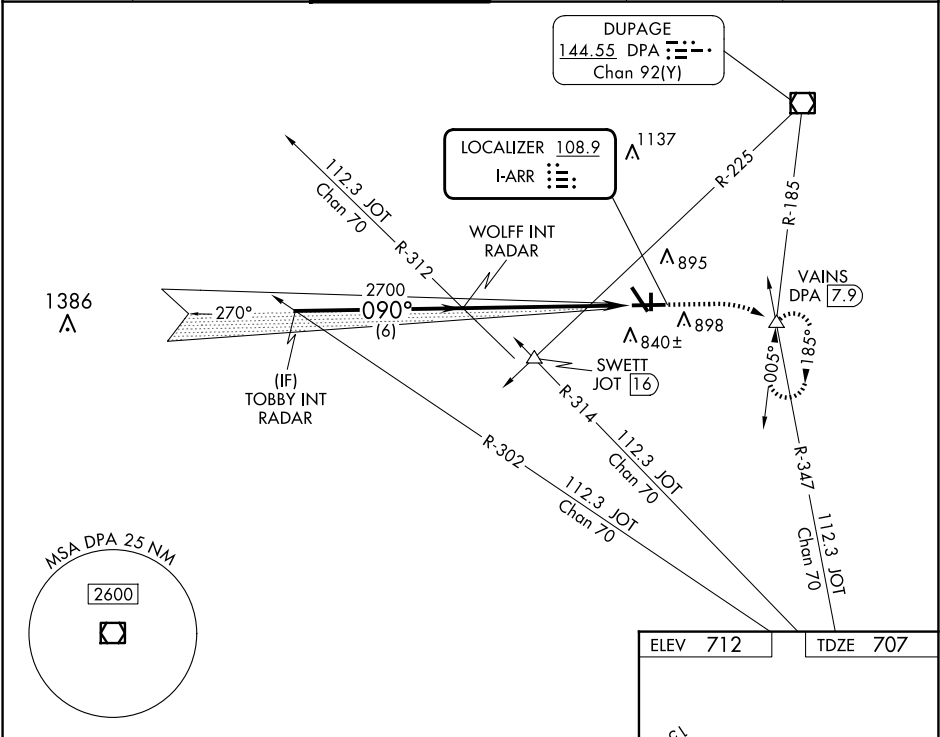 DUPAGE
144.55 DPA
Chan 92(Y)
LOCALIZER 108.9
I-ARR
1137
112.3 JOT
Chan 70
R-312
R-225
R-185
WOLFF INT
RADAR
895
VAINS
DPA 7.9
1386
270°
2700
090°
(6)
898
840±
005°
185°
(IF)
TOBBY INT
RADAR
SWETT
JOT 16
R-314
112.3 JOT
Chan 70
R-302
112.3 JOT
Chan 70
R-347
112.3 JOT
Chan 70
MSA DPA 25 NM
2600
ELEV 712
TDZE 707